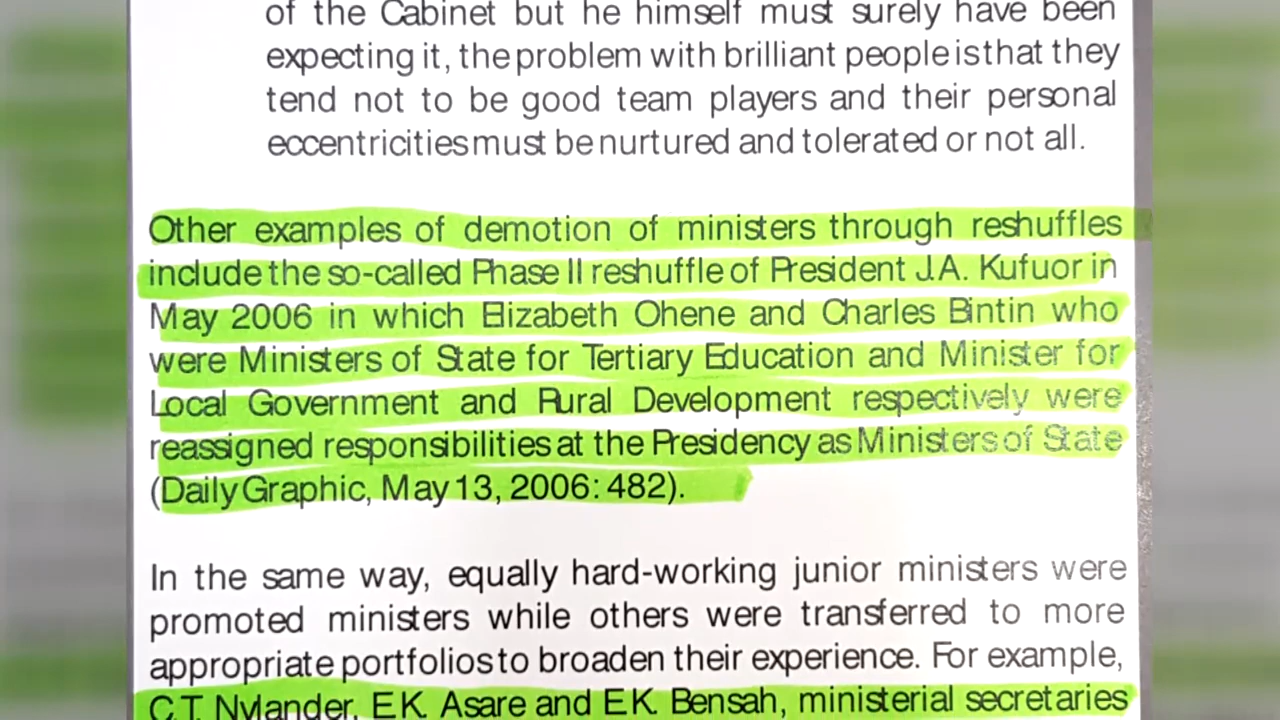 of the Cabinet but he himself must surely have been
expecting it, the problem with brilliant people is that they
tend not to be good team players and their personal
eccentricities must be nurtured and tolerated or not all.
Other examples of demotion of ministers through reshuffles
include the so-called Phase II reshuffle of President J.A. Kufuor in
May 2006 in which Elizabeth Ohene and Charles Bintin who
were Ministers of State for Tertiary Education and Minister for
Local Government and Rural Development respectively were
reassigned responsibilities at the Presidency as Ministers of State
(Daily Graphic, May 13, 2006: 482).
In the same way, equally hard-working junior ministers were
promoted ministers while others were transferred to more
appropriate portfolios to broaden their experience. For example,
C.T. Nylander, E.K. Asare and E.K. Bensah, ministerial secretaries